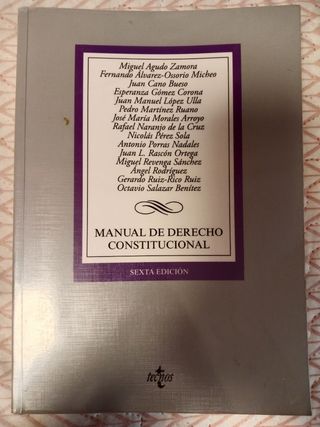 Miguel Agudo Zamora
Fernando Álvarez-Ossorio Micheo
Juan Cano Bueso
Esperanza Gómez Corona
Juan Manuel López Ulla
Pedro Martínez Ruano
José María Morales Arroyo
Rafael Naranjo de la Cruz
Nicolás Pérez Sola
Antonio Porras Nadales
Juan L. Rascón Ortega
Miguel Revenga Sánchez
Ángel Rodríguez
Gerardo Ruiz-Rico Ruiz
Octavio Salazar Benítez
MANUAL DE DERECHO
CONSTITUCIONAL
SEXTA EDICIÓN
tecnos